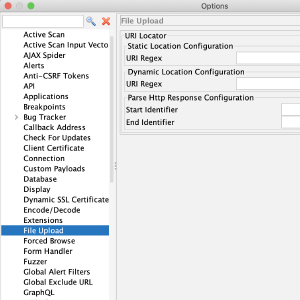 Options
Active Scan
Active Scan Input Vecto
AJAX Spider
Alerts
Anti-CSRF Tokens
API
Applications
Breakpoints
Bug Tracker
Callback Address
Check For Updates
Client Certificate
Connection
Custom Payloads
Database
Display
Dynamic SSL Certificate
Encode/Decode
Extensions
File Upload
Forced Browse
Form Handler
Fuzzer
Global Alert Filters
Global Exclude URL
GraphQL
File Upload
URI Locator
Static Location Configuration
URI Regex
Dynamic Location Configuration
URI Regex
Parse Http Response Configuration
Start Identifier
End Identifier